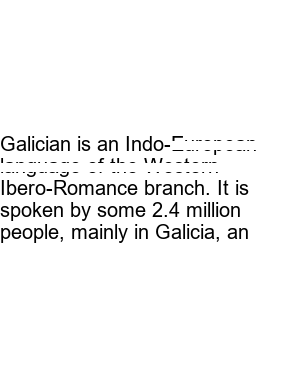 Galician is an Indo-European
language of the Western
Ibero-Romance branch. It is
spoken by some 2.4 million
people, mainly in Galicia, an